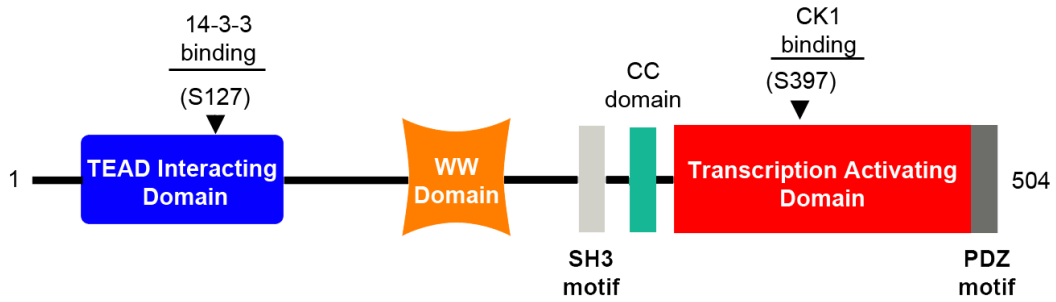 14-3-3
binding
(S127)
CK1
binding
(S397)
CC
domain
1
TEAD Interacting
Domain
WW
Domain
Transcription Activating
Domain
504
SH3
motif
PDZ
motif